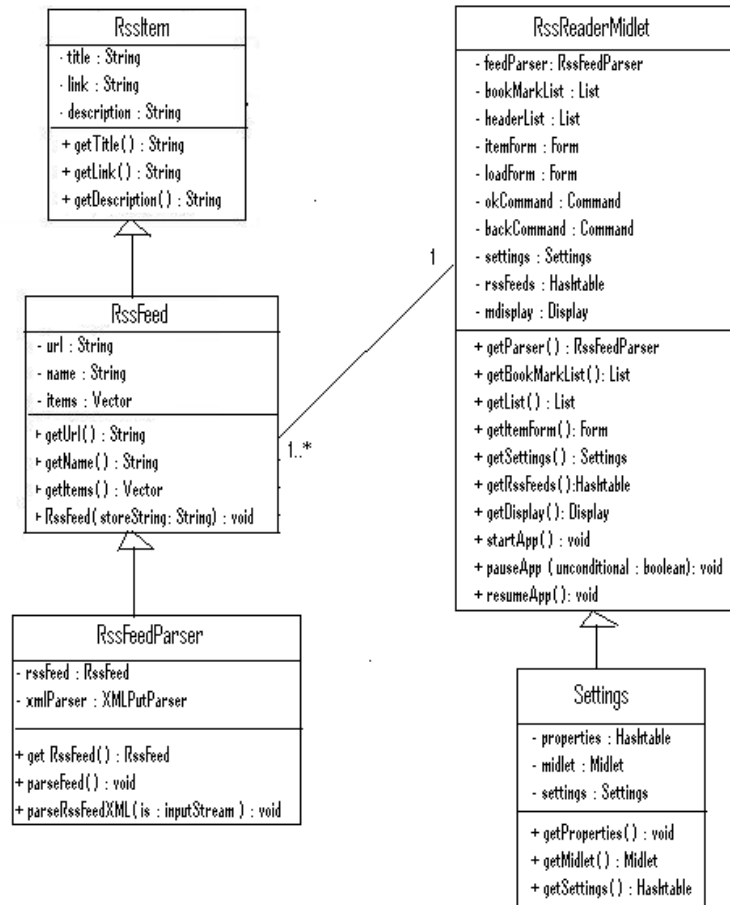 RssItem
- title : String
- link : String
- description : String
+ getTitle() : String
+ getLink() : String
+ getDescription() : String
RssFeed
- url : String
- name : String
- items : Vector
+ getUrl() : String
+ getName() : String
+ getItems() : Vector
+ RssFeed(storeString: String) : void
RssFeedParser
- rssFeed : RssFeed
- xmlParser : XMLPutParser
+ get RssFeed() : RssFeed
+ parseFeed() : void
+ parseRssFeedXML(is : inputStream ) : void
1
1..*
RssReaderMidlet
- feedParser: RssFeedParser
- bookMarkList : List
- headerList : List
- itemForm : Form
- loadForm : Form
- okCommand : Command
- backCommand : Command
- settings : Settings
- rssFeeds : Hashtable
- mdisplay : Display
+ getParser() : RssFeedParser
+ getBookMarkList(): List
+ getList() : List
+ getItemForm(): Form
+ getSettings() : Settings
+ getRssFeeds():Hashtable
+ getDisplay(): Display
+ startApp() : void
+ pauseApp (unconditional : boolean): void
+ resumeApp(): void
Settings
- properties : Hashtable
- midlet : Midlet
- settings : Settings
+ getProperties() : void
+ getMidlet() : Midlet
+ getSettings() : Hashtable